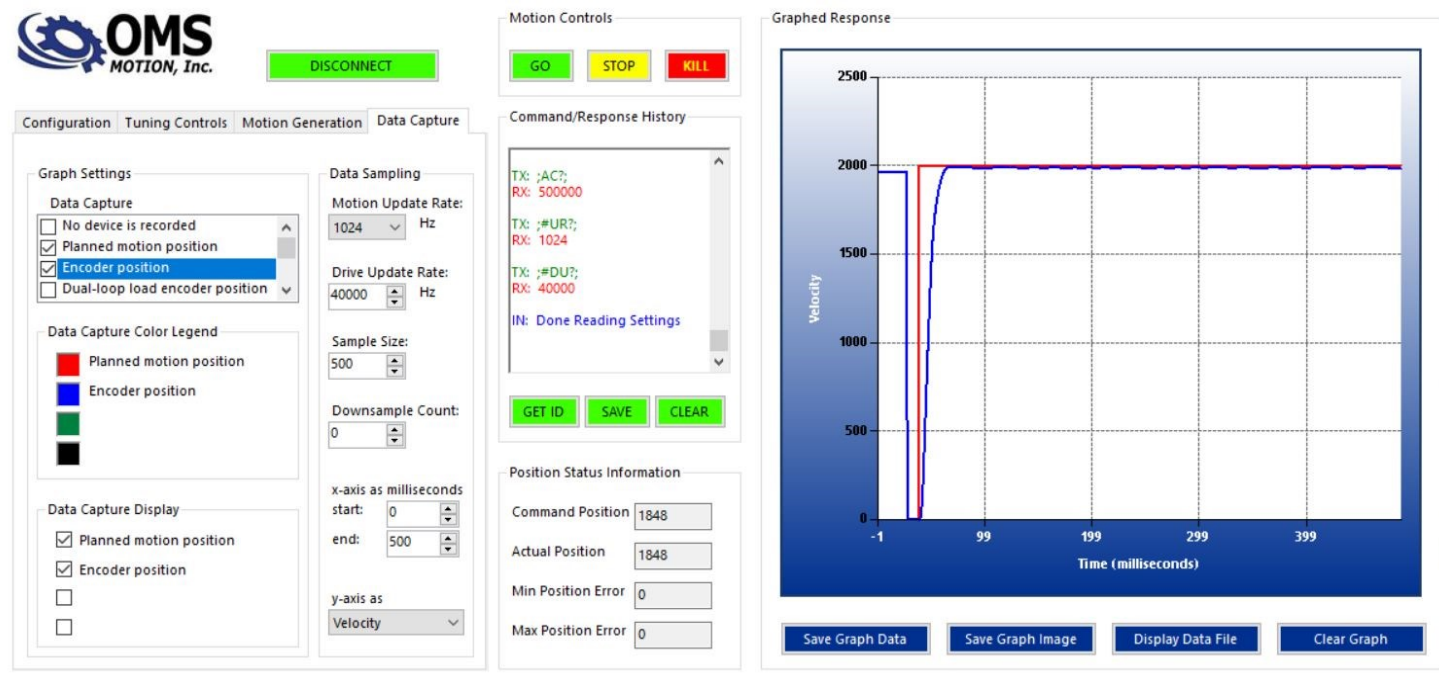 OMS
MOTION, Inc.
DISCONNECT
Configuration
Tuning Controls
Motion Generation
Data Capture
Graph Settings
Data Capture
No device is recorded
Planned motion position
Encoder position
Dual-loop load encoder position
Data Capture Color Legend
Planned motion position
Encoder position
Data Capture Display
Planned motion position
Encoder position
Data Sampling
Motion Update Rate:
1024 Hz
Drive Update Rate:
40000 Hz
Sample Size:
500
Downsample Count:
0
x-axis as milliseconds
start: 0
end: 500
y-axis as
Velocity
Motion Controls
GO
STOP
KILL
Command/Response History
TX: ;AC?;
RX: 500000
TX: ;#UR?;
RX: 1024
TX: ;#DU?;
RX: 40000
IN: Done Reading Settings
GET ID
SAVE
CLEAR
Position Status Information
Command Position 1848
Actual Position 1848
Min Position Error 0
Max Position Error 0
Graphed Response
2500
2000
1500
1000
500
0
Velocity
-1
99
199
299
399
Time (milliseconds)
Save Graph Data
Save Graph Image
Display Data File
Clear Graph